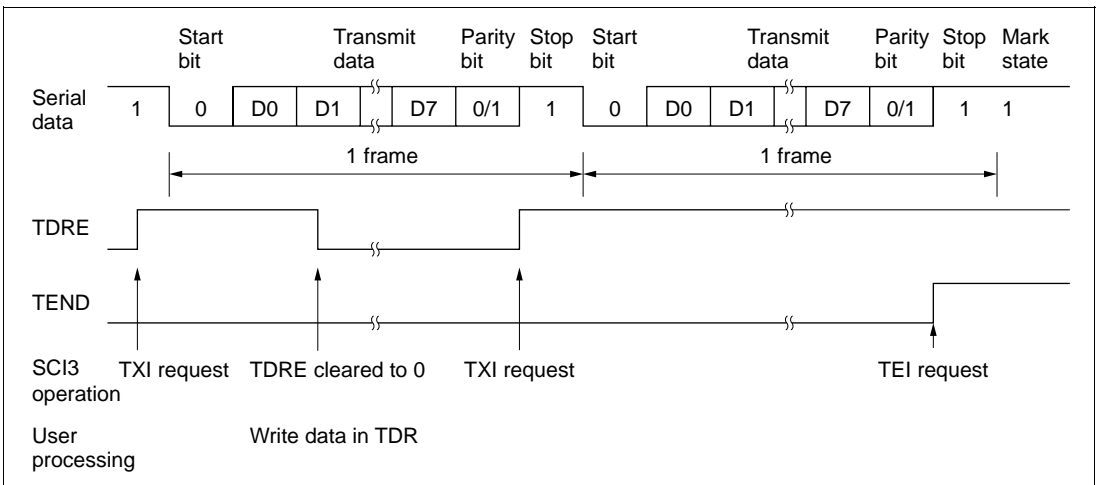 Start bit Transmit data Parity bit Stop bit Start bit Transmit data Parity bit Stop bit Mark state
Serial data 1 0 D0 D1 D7 0/1 1 0 D0 D1 D7 0/1 1 1
1 frame 1 frame
TDRE
TEND
SCI3 operation TXI request TDRE cleared to 0 TXI request TEI request
User processing Write data in TDR